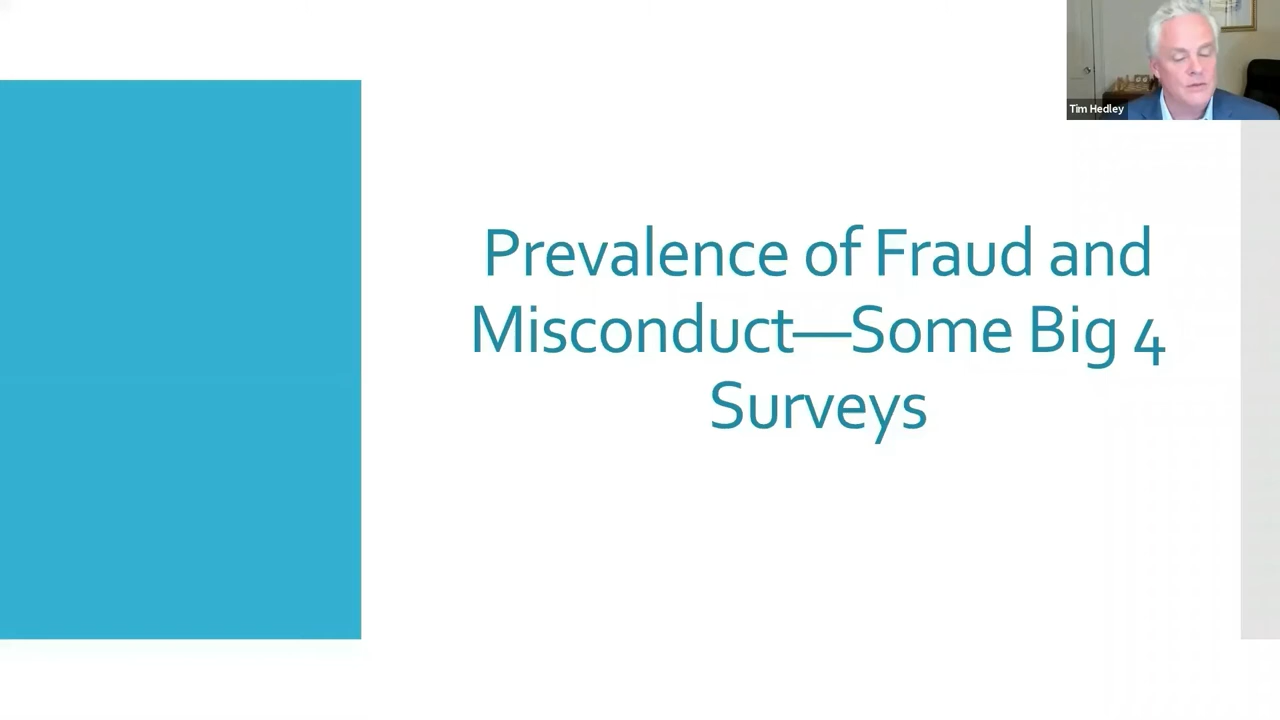 Tim Hedley
Prevalence of Fraud and
Misconduct—Some Big 4
Surveys